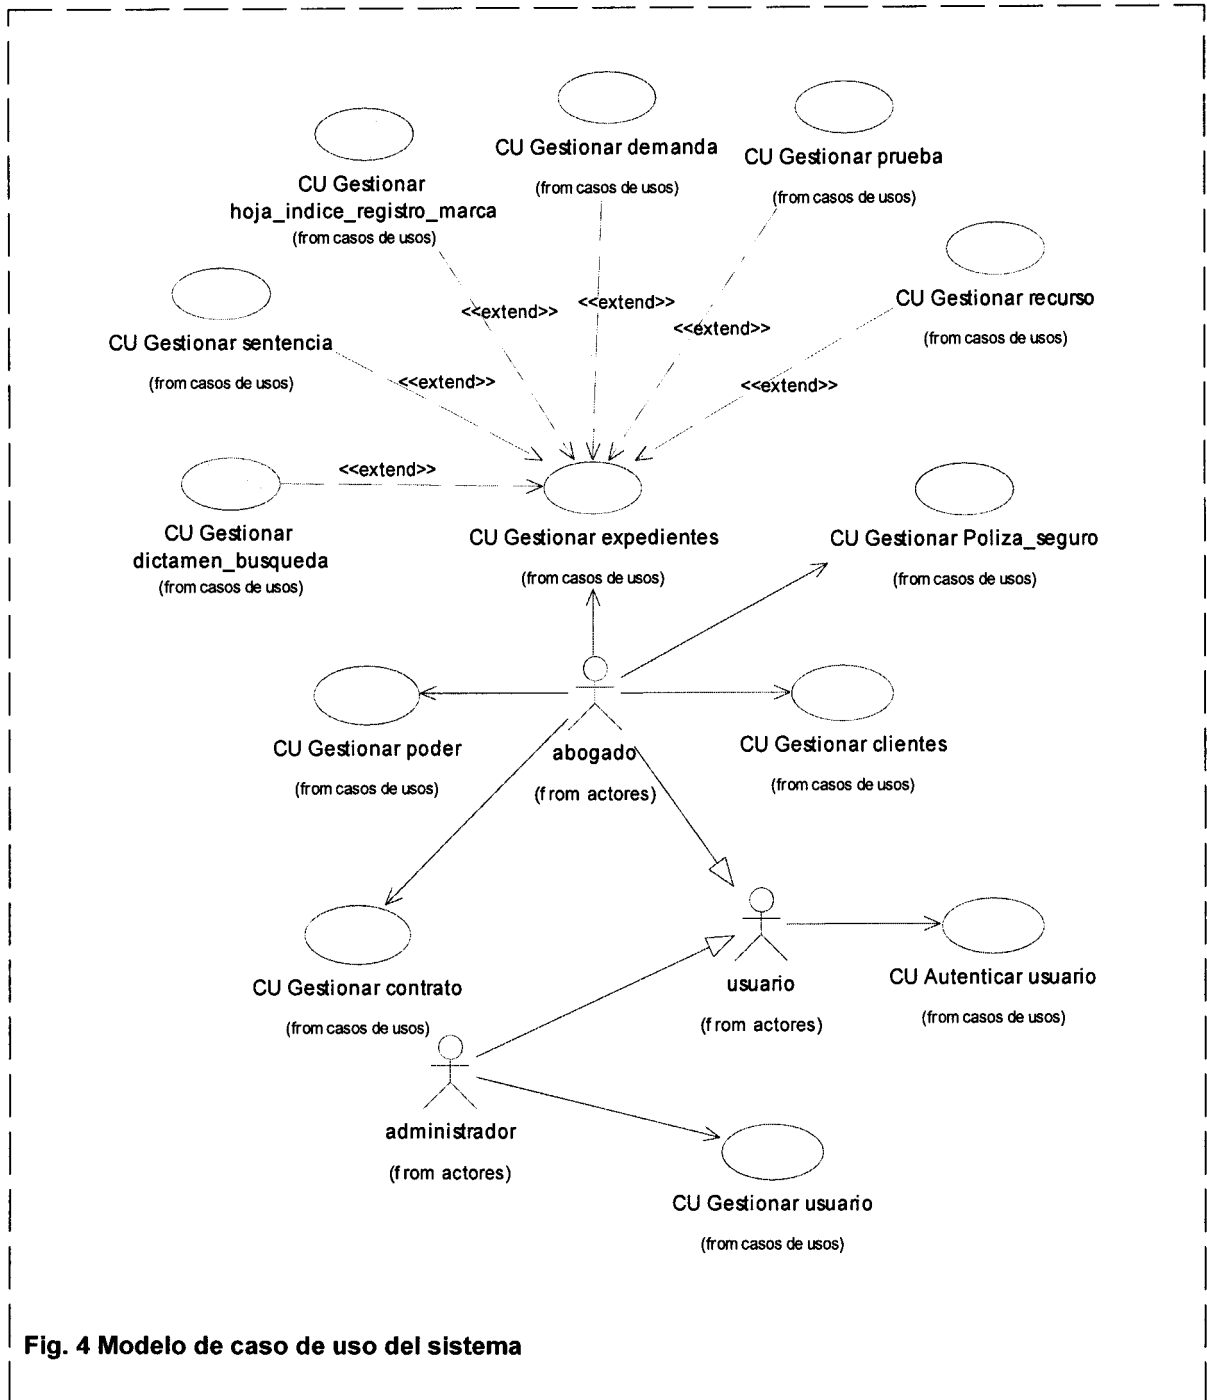 CU Gestionar demanda
(from casos de usos)
CU Gestionar prueba
(from casos de usos)
CU Gestionar
hoja_indice_registro_marca
(from casos de usos)
CU Gestionar recurso
(from casos de usos)
CU Gestionar sentencia
(from casos de usos)
<<extend>>
<<extend>>
<<extend>>
<<extend>>
<<extend>>
<<extend>>
CU Gestionar
dictamen_busqueda
(from casos de usos)
CU Gestionar expedientes
(from casos de usos)
CU Gestionar Poliza_seguro
(from casos de usos)
CU Gestionar poder
(from casos de usos)
abogado
(from actores)
CU Gestionar clientes
(from casos de usos)
CU Gestionar contrato
(from casos de usos)
usuario
(from actores)
CU Autenticar usuario
(from casos de usos)
administrador
(from actores)
CU Gestionar usuario
(from casos de usos)
Fig. 4 Modelo de caso de uso del sistema